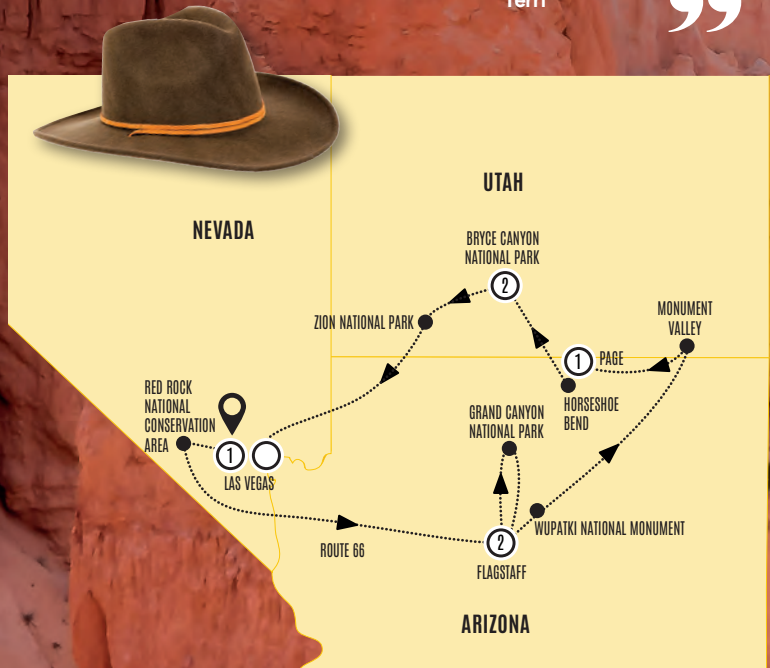 Terri
”
UTAH
NEVADA
BRYCE CANYON
NATIONAL PARK
2
ZION NATIONAL PARK
MONUMENT
VALLEY
1
PAGE
HORSESHOE
BEND
RED ROCK
NATIONAL
CONSERVATION
AREA
GRAND CANYON
NATIONAL PARK
1
LAS VEGAS
WUPATKI NATIONAL MONUMENT
2
ROUTE 66
FLAGSTAFF
ARIZONA